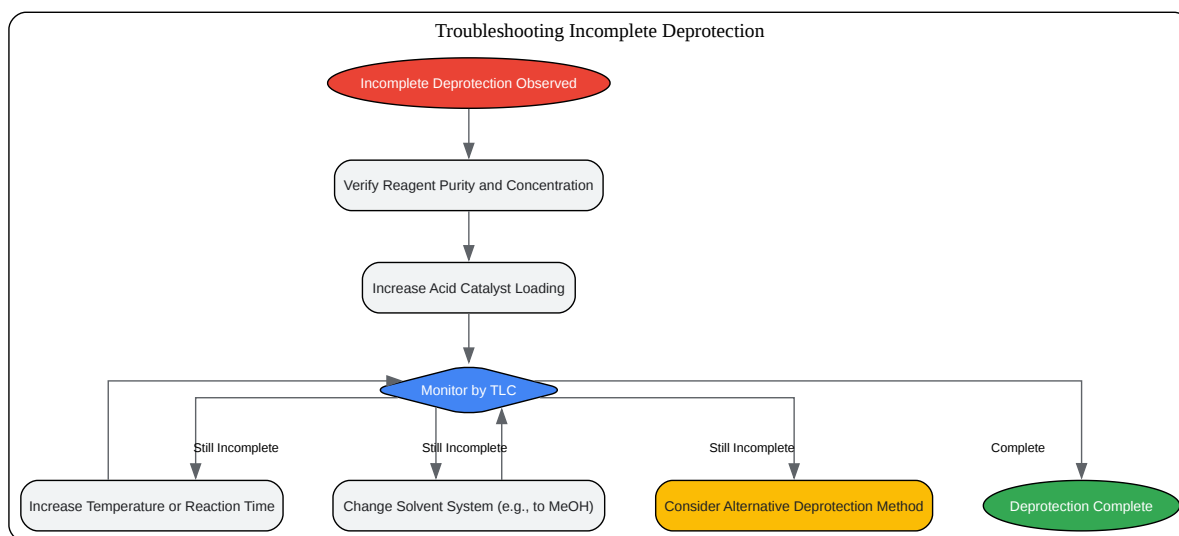 Troubleshooting Incomplete Deprotection
Incomplete Deprotection Observed
Verify Reagent Purity and Concentration
Increase Acid Catalyst Loading
Monitor by TLC
Still Incomplete
Still Incomplete
Still Incomplete
Complete
Increase Temperature or Reaction Time
Change Solvent System (e.g., to MeOH)
Consider Alternative Deprotection Method
Deprotection Complete